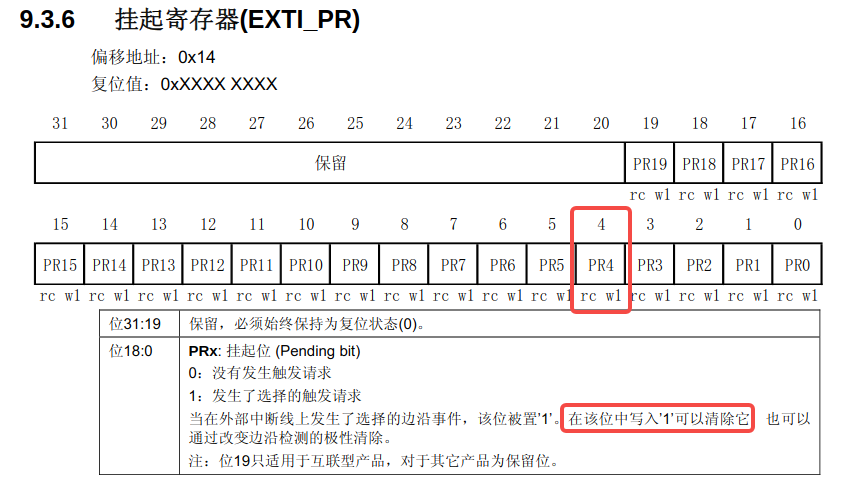 9.3.6 挂起寄存器(EXTI_PR)
偏移地址：0x14
复位值：0xXXXX XXXX
31 30 29 28 27 26 25 24 23 22 21 20 19 18 17 16
保留 PR19 PR18 PR17 PR16
rc w1 rc w1 rc w1 rc w1
15 14 13 12 11 10 9 8 7 6 5 4 3 2 1 0
PR15 PR14 PR13 PR12 PR11 PR10 PR9 PR8 PR7 PR6 PR5 PR4 PR3 PR2 PR1 PR0
rc w1 rc w1 rc w1 rc w1 rc w1 rc w1 rc w1 rc w1 rc w1 rc w1 rc w1 rc w1 rc w1 rc w1 rc w1 rc w1
位31:19 保留，必须始终保持为复位状态(0)。
位18:0 PRx: 挂起位 (Pending bit)
0：没有发生触发请求
1：发生了选择的触发请求
当在外部中断线上发生了选择的边沿事件，该位被置'1'。在该位中写入'1'可以清除它 也可以
通过改变边沿检测的极性清除。
注：位19只适用于互联型产品，对于其它产品为保留位。